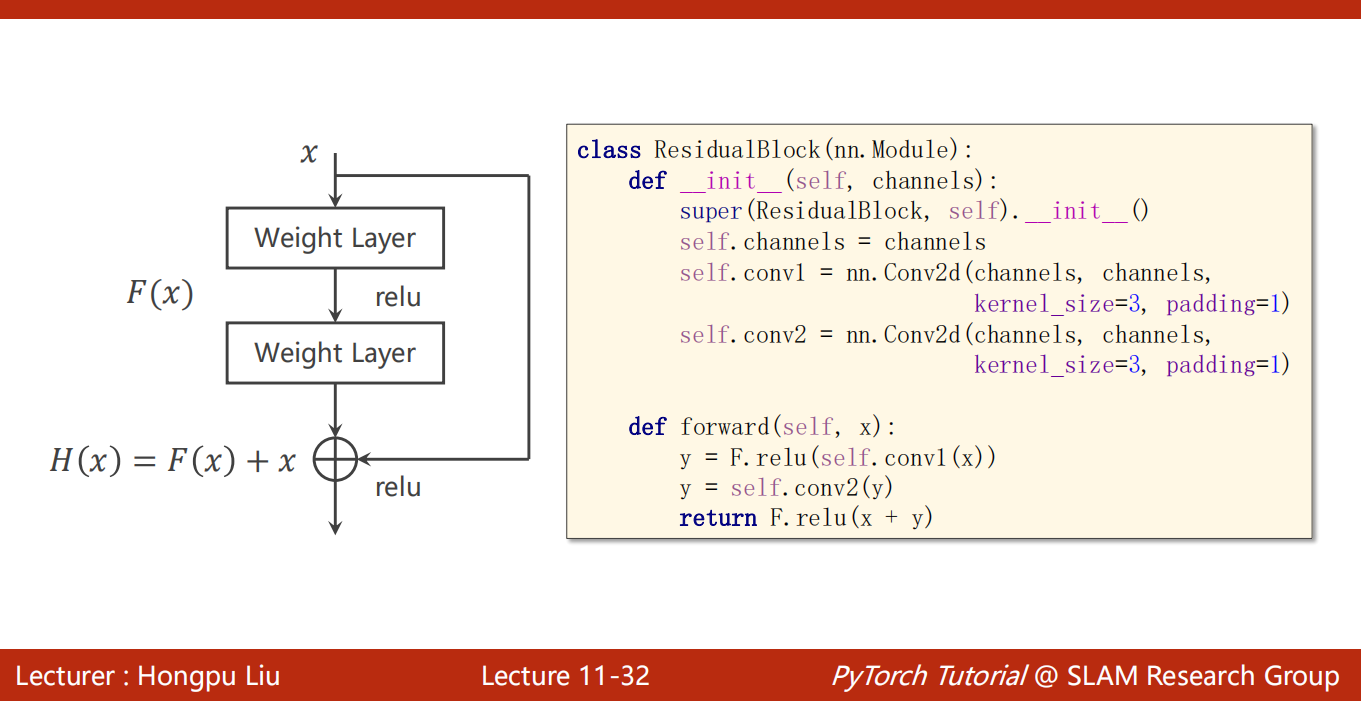 x
Weight Layer
F(x)
relu
Weight Layer
H(x) = F(x) + x
relu
class ResidualBlock(nn.Module):
    def __init__(self, channels):
        super(ResidualBlock, self).__init__()
        self.channels = channels
        self.conv1 = nn.Conv2d(channels, channels,
                               kernel_size=3, padding=1)
        self.conv2 = nn.Conv2d(channels, channels,
                               kernel_size=3, padding=1)
    def forward(self, x):
        y = F.relu(self.conv1(x))
        y = self.conv2(y)
        return F.relu(x + y)
Lecturer : Hongpu Liu
Lecture 11-32
PyTorch Tutorial @ SLAM Research Group